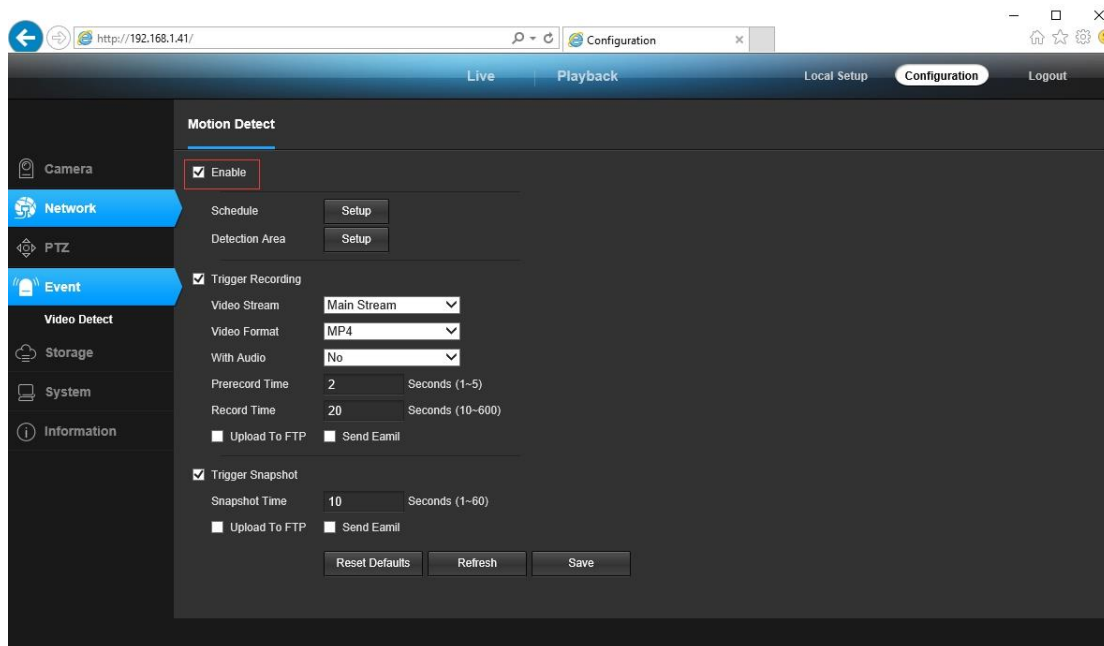 http://192.168.1.41/
Configuration
Live
Playback
Local Setup
Configuration
Logout
Motion Detect
Camera
Network
PTZ
Event
Video Detect
Storage
System
Information
Enable
Schedule Setup
Detection Area Setup
Trigger Recording
Video Stream Main Stream
Video Format MP4
With Audio No
Prerecord Time 2 Seconds (1~5)
Record Time 20 Seconds (10~600)
Upload To FTP Send Eamil
Trigger Snapshot
Snapshot Time 10 Seconds (1~60)
Upload To FTP Send Eamil
Reset Defaults Refresh Save